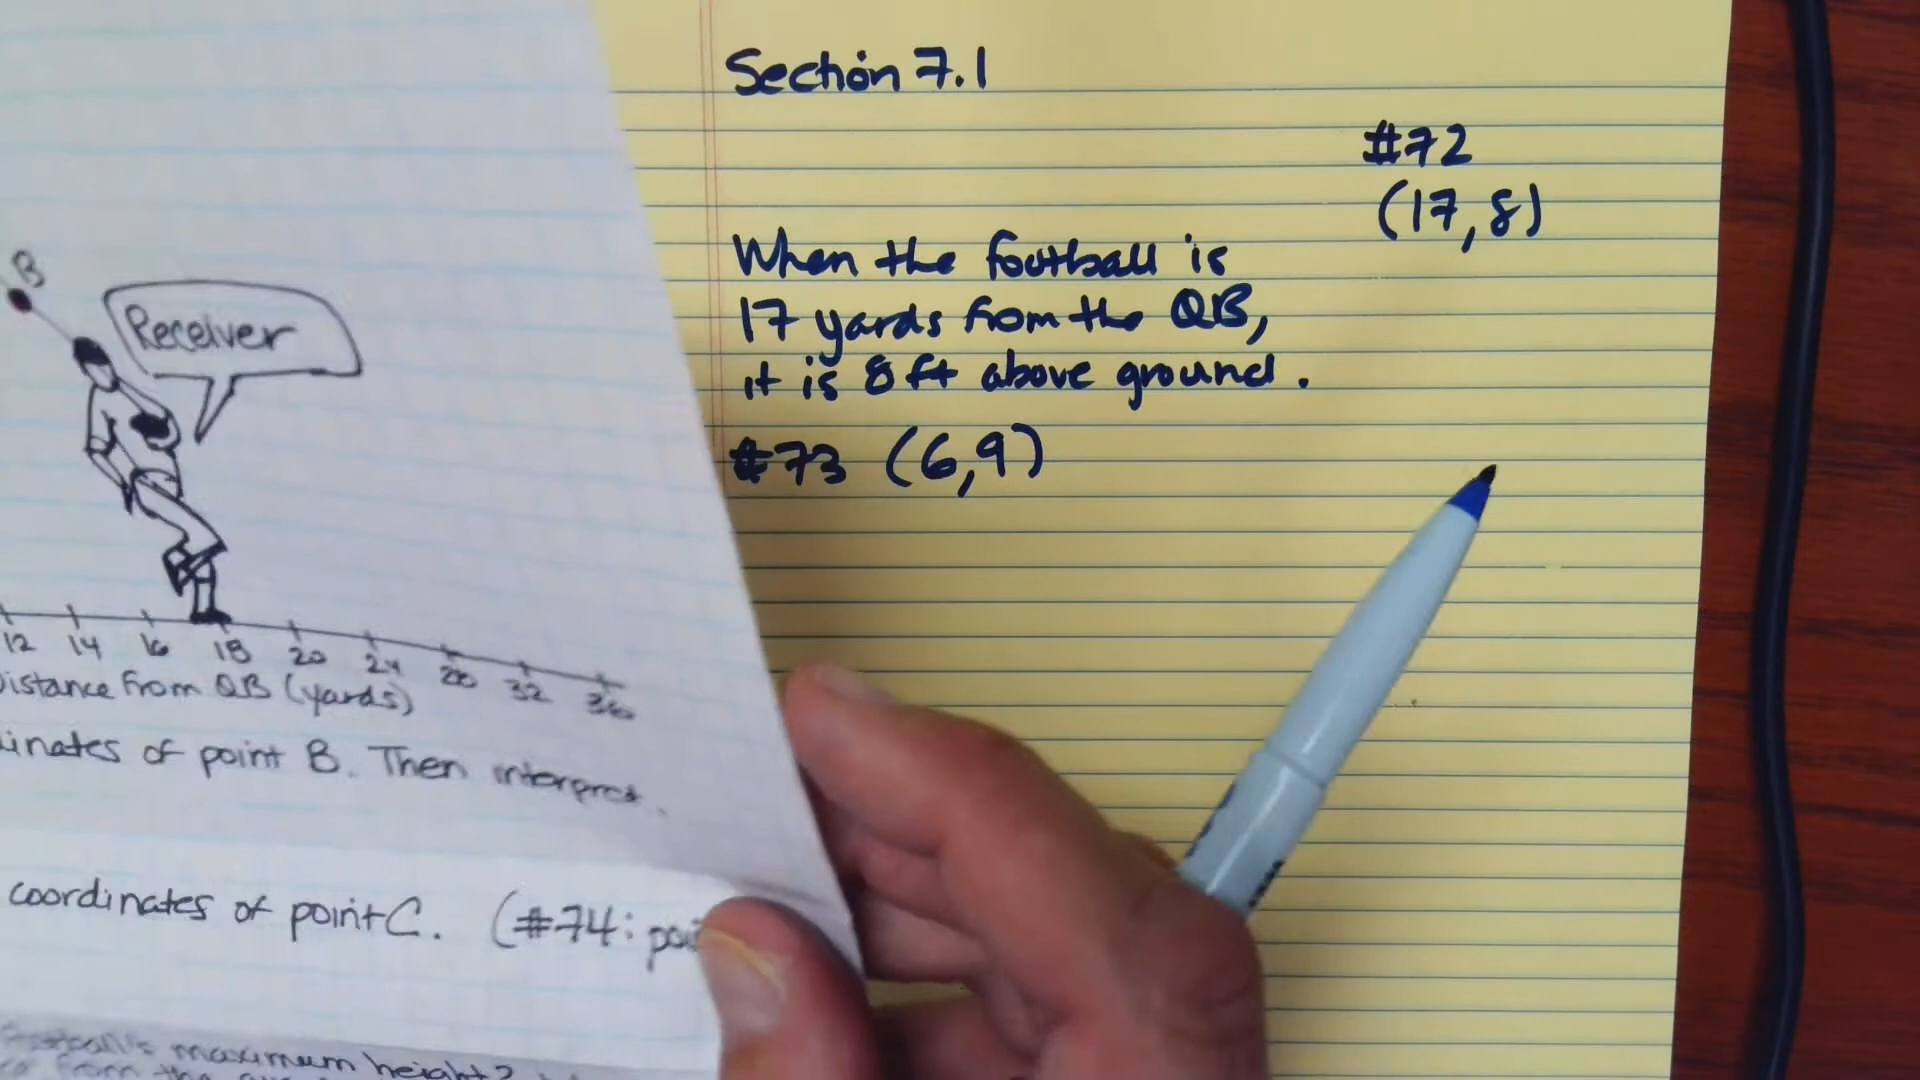 B
Receiver
12 14 16 18 20 24 28 32 36
Distance From QB (yards)
inates of point B. Then interpret.
coordinates of point C. (#74: poi
maximum height?
from the
Section 7.1
#72
(17,8)
When the football is
17 yards from the QB,
it is 8 ft above ground.
#73 (6,9)